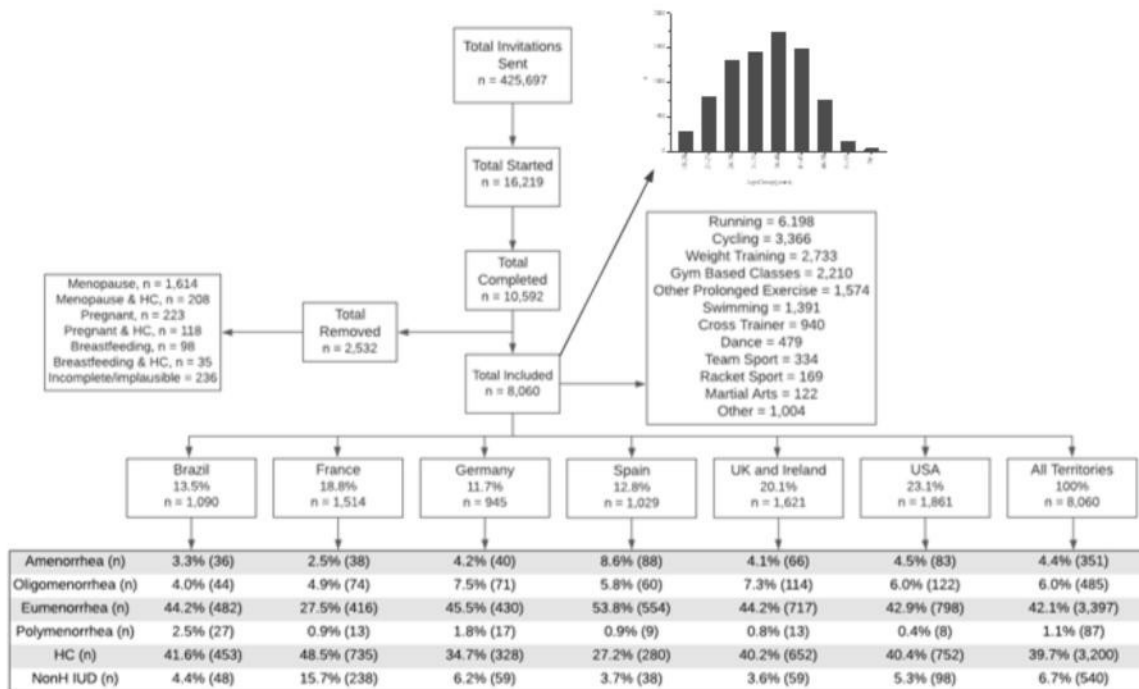 Total Invitations
Sent
n = 425,697
Total Started
n = 16,219
Total
Completed
n = 10,592
Menopause, n = 1,614
Menopause & HC, n = 208
Pregnant, n = 223
Pregnant & HC, n = 118
Breastfeeding, n = 98
Breastfeeding & HC, n = 35
Incomplete/implausible = 236
Total
Removed
n = 2,532
Total Included
n = 8,060
Running = 6.198
Cycling = 3,366
Weight Training = 2,733
Gym Based Classes = 2,210
Other Prolonged Exercise = 1,574
Swimming = 1,391
Cross Trainer = 940
Dance = 479
Team Sport = 334
Racket Sport = 169
Martial Arts = 122
Other = 1,004
Brazil
13.5%
n = 1,090
France
18.8%
n = 1,514
Germany
11.7%
n = 945
Spain
12.8%
n = 1,029
UK and Ireland
20.1%
n = 1,621
USA
23.1%
n = 1,861
All Territories
100%
n = 8,060
Amenorrhea (n) 3.3% (36) 2.5% (38) 4.2% (40) 8.6% (88) 4.1% (66) 4.5% (83) 4.4% (351)
Oligomenorrhea (n) 4.0% (44) 4.9% (74) 7.5% (71) 5.8% (60) 7.3% (114) 6.0% (122) 6.0% (485)
Eumenorrhea (n) 44.2% (482) 27.5% (416) 45.5% (430) 53.8% (554) 44.2% (717) 42.9% (798) 42.1% (3,397)
Polymenorrhea (n) 2.5% (27) 0.9% (13) 1.8% (17) 0.9% (9) 0.8% (13) 0.4% (8) 1.1% (87)
HC (n) 41.6% (453) 48.5% (735) 34.7% (328) 27.2% (280) 40.2% (652) 40.4% (752) 39.7% (3,200)
NonH IUD (n) 4.4% (48) 15.7% (238) 6.2% (59) 3.7% (38) 3.6% (59) 5.3% (98) 6.7% (540)